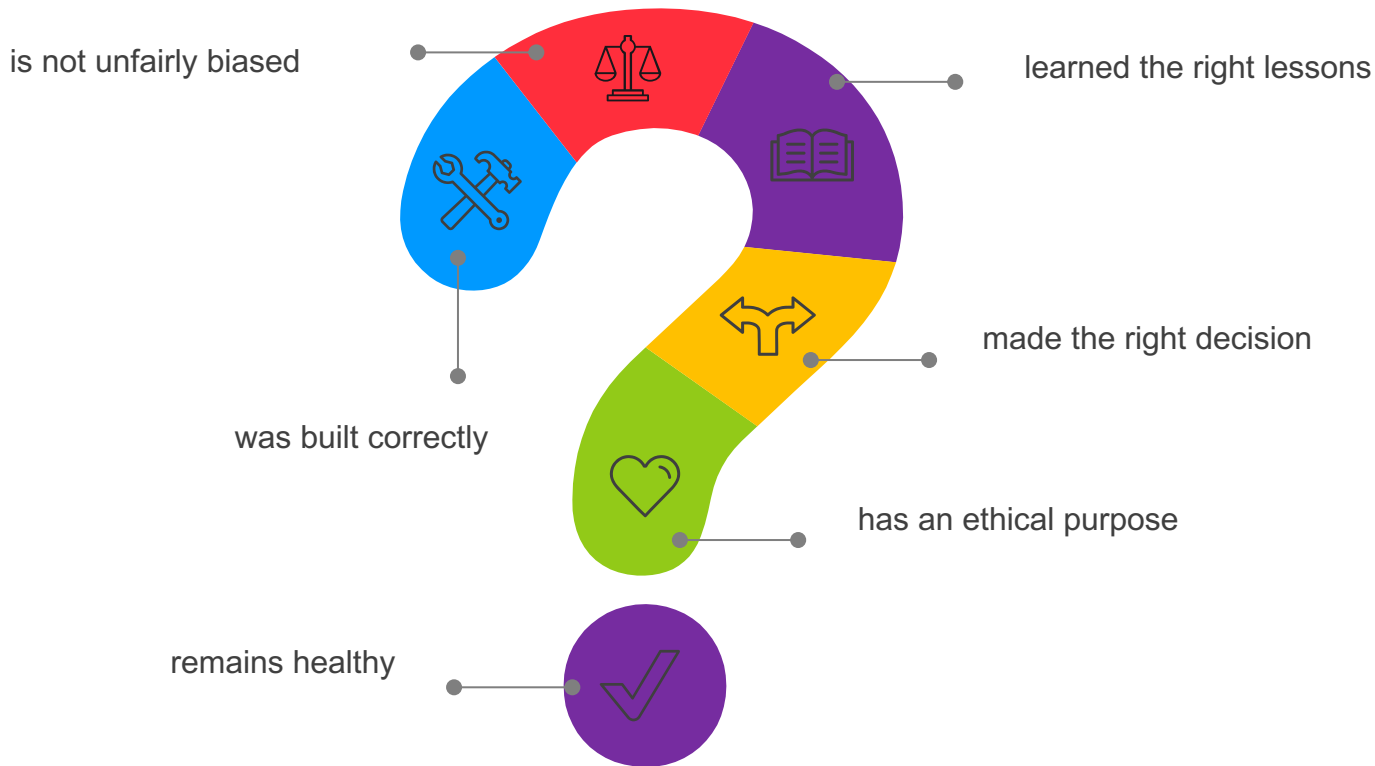 is not unfairly biased
learned the right lessons
made the right decision
was built correctly
has an ethical purpose
remains healthy